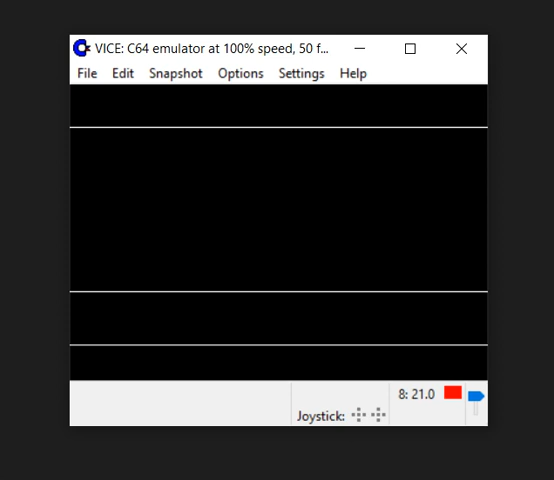 VICE: C64 emulator at 100% speed, 50 f...
File Edit Snapshot Options Settings Help
8: 21.0
Joystick: